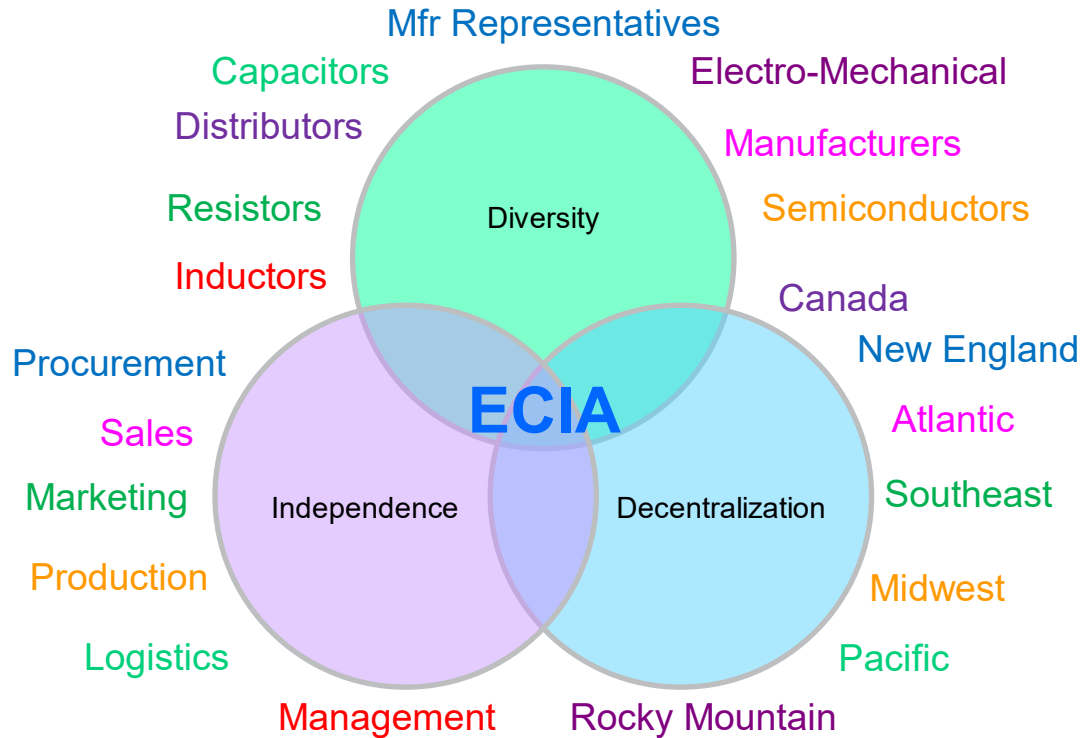 Mfr Representatives
Capacitors
Electro-Mechanical
Distributors
Manufacturers
Resistors
Diversity
Semiconductors
Inductors
Canada
Procurement
New England
ECIA
Sales
Atlantic
Marketing
Independence
Decentralization
Southeast
Production
Midwest
Logistics
Pacific
Management
Rocky Mountain